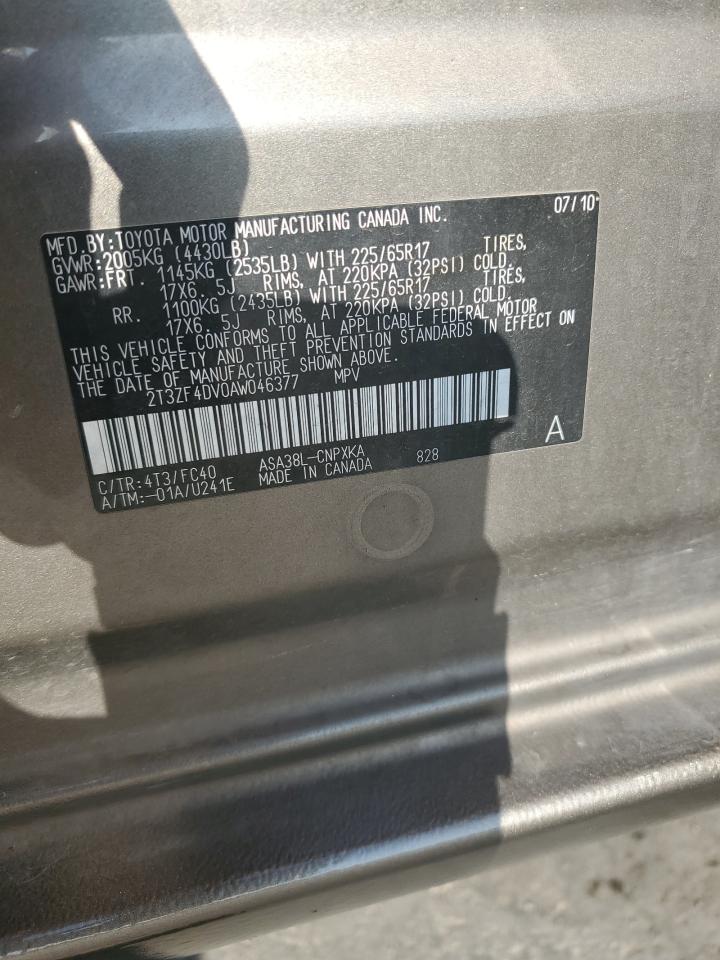 07/10
MFD.BY:TOYOTA MOTOR MANUFACTURING CANADA INC.
GVWR:2005KG (4430LB)
GAWR:FRT. 1145KG (2535LB) WITH 225/65R17 TIRES,
17X6. 5J RIMS, AT 220KPA (32PSI) COLD.
RR. 1100KG (2435LB) WITH 225/65R17 TIRES,
17X6. 5J RIMS, AT 220KPA (32PSI) COLD.
THIS VEHICLE CONFORMS TO ALL APPLICABLE FEDERAL MOTOR
VEHICLE SAFETY AND THEFT PREVENTION STANDARDS IN EFFECT ON
THE DATE OF MANUFACTURE SHOWN ABOVE.
2T3ZF4DV0AW046377 MPV
A
C/TR:4T3/FC40 ASA38L-CNPXKA 828
A/TM:-01A/U241E MADE IN CANADA